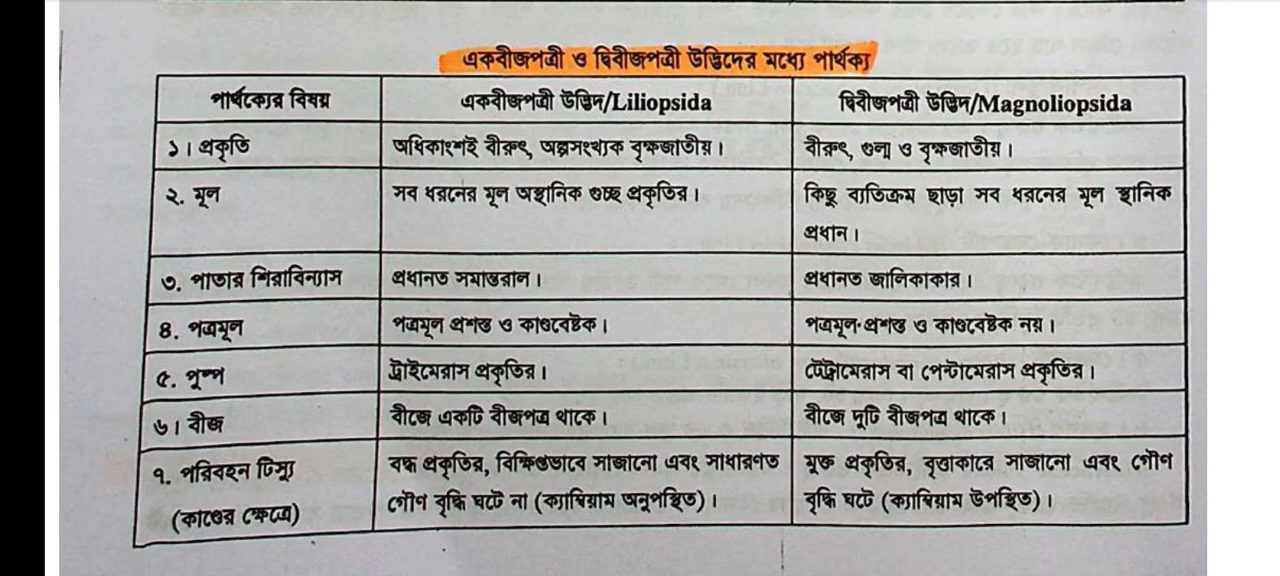 একবীজপত্রী ও দ্বিবীজপত্রী উদ্ভিদের মধ্যে পার্থক্য
পার্থক্যের বিষয় একবীজপত্রী উদ্ভিদ/Liliopsida দ্বিবীজপত্রী উদ্ভিদ/Magnoliopsida
১। প্রকৃতি অধিকাংশই বীরুৎ, অল্পসংখ্যক বৃক্ষজাতীয়। বীরুৎ, গুল্ম ও বৃক্ষজাতীয়।
২. মূল সব ধরনের মূল অস্থানিক গুচ্ছ প্রকৃতির। কিছু ব্যতিক্রম ছাড়া সব ধরনের মূল স্থানিক
প্রধান।
৩. পাতার শিরাবিন্যাস প্রধানত সমান্তরাল। প্রধানত জালিকাকার।
৪. পত্রমূল পত্রমূল প্রশস্ত ও কাণ্ডবেষ্টক। পত্রমূল প্রশস্ত ও কাণ্ডবেষ্টক নয়।
৫. পুষ্প ট্রাইমেরাস প্রকৃতির। টেট্রামেরাস বা পেন্টামেরাস প্রকৃতির।
৬। বীজ বীজে একটি বীজপত্র থাকে। বীজে দুটি বীজপত্র থাকে।
৭. পরিবহন টিস্যু বদ্ধ প্রকৃতির, বিক্ষিপ্তভাবে সাজানো এবং সাধারণত মুক্ত প্রকৃতির, বৃত্তাকারে সাজানো এবং গৌণ
(কাণ্ডের ক্ষেত্রে) গৌণ বৃদ্ধি ঘটে না (ক্যাম্বিয়াম অনুপস্থিত)। বৃদ্ধি ঘটে (ক্যাম্বিয়াম উপস্থিত)।